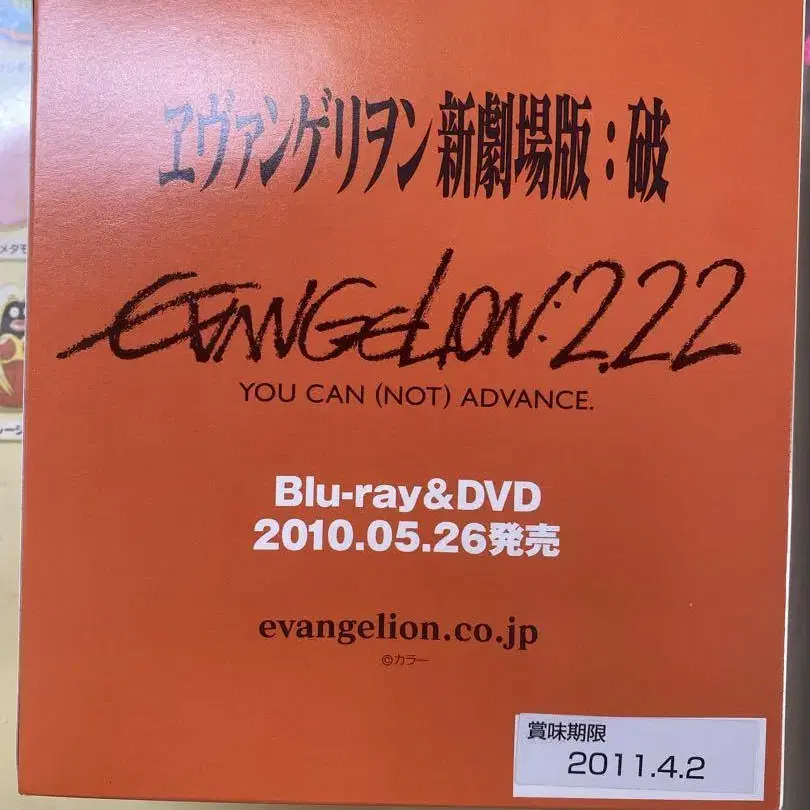 ヱヴァンゲリヲン 新劇場版：破
EVANGELION:2.22
YOU CAN (NOT) ADVANCE.
Blu-ray&DVD
2010.05.26発売
evangelion.co.jp
©カラー
賞味期限
2011.4.2